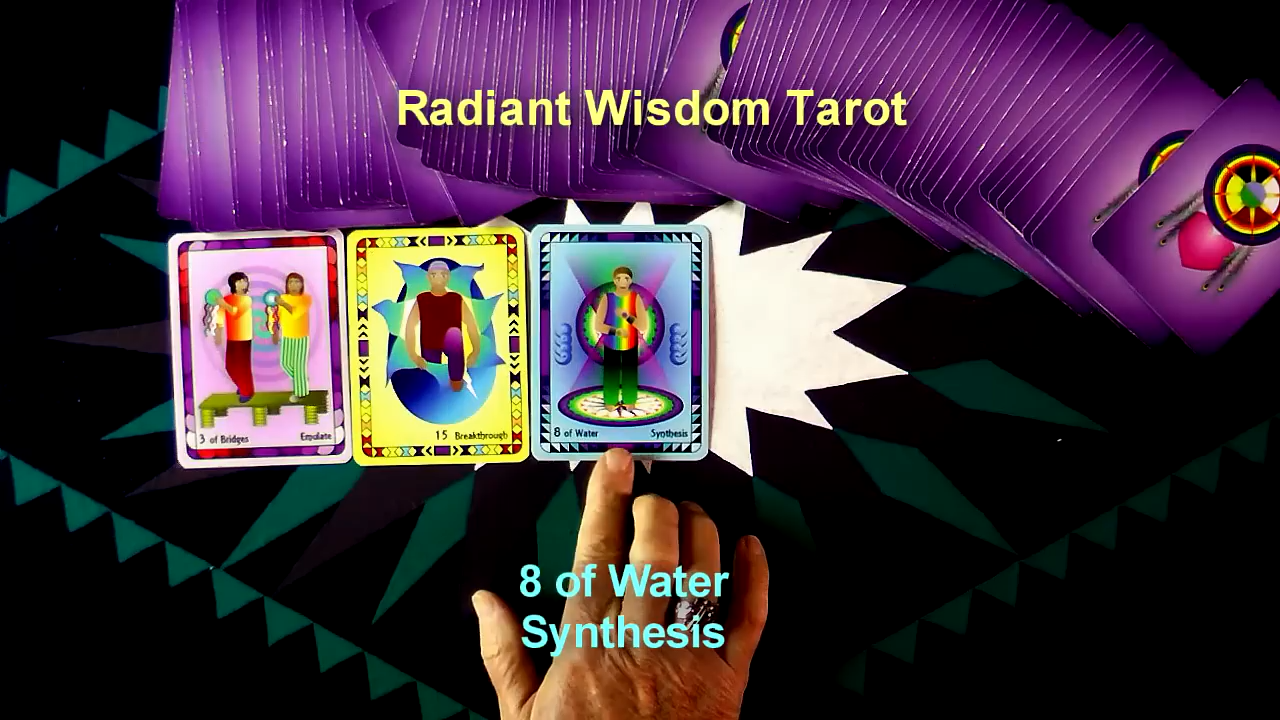 Radiant Wisdom Tarot
3 of Bridges Emulate
15 Breakthrough
8 of Water Synthesis
8 of Water
Synthesis